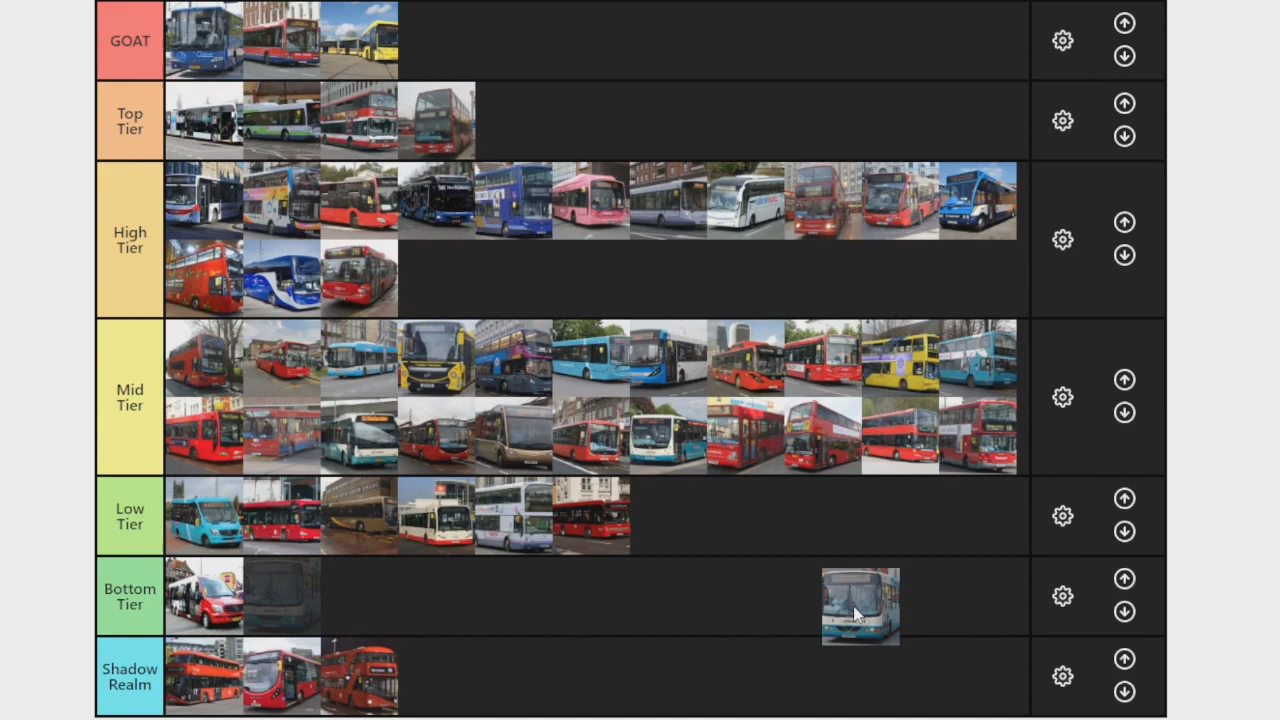 GOAT
Top
Tier
High
Tier
Mid
Tier
Low
Tier
Bottom
Tier
Shadow
Realm